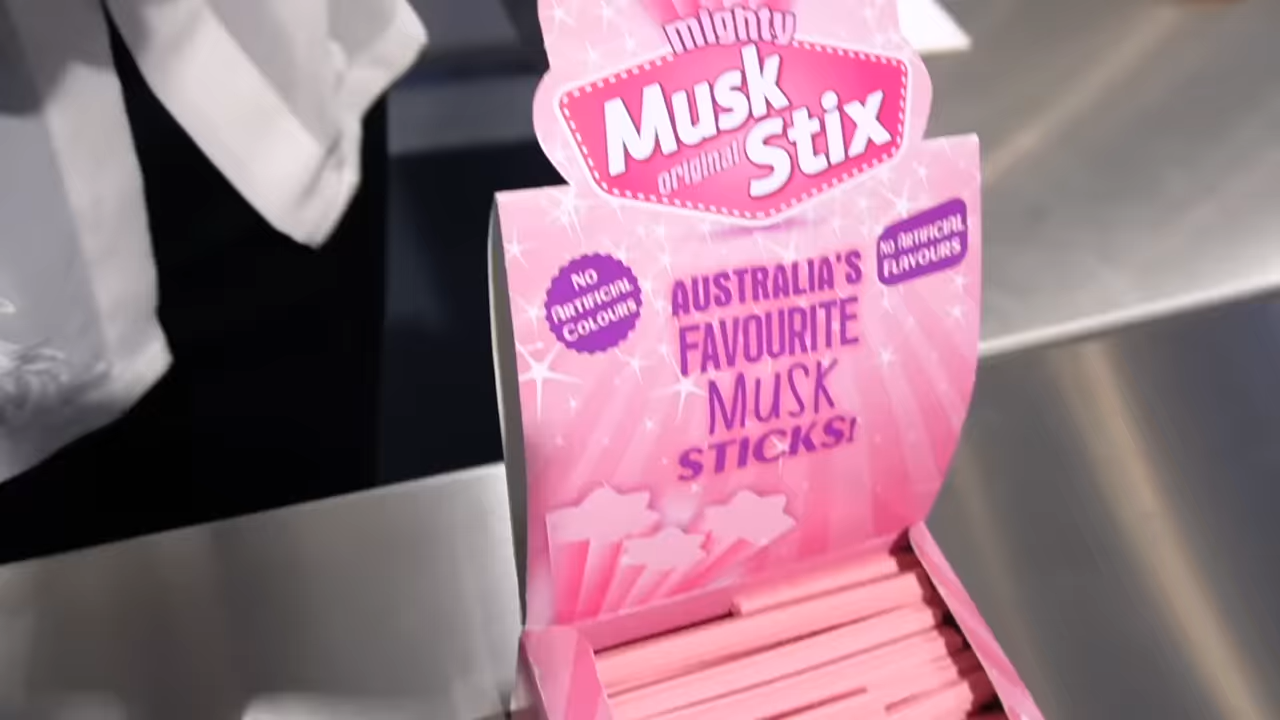 mighty
Musk
original Stix
NO
ARTIFICIAL
COLOURS
NO ARTIFICIAL
FLAVOURS
AUSTRALIA'S
FAVOURITE
MUSK
STICKS!